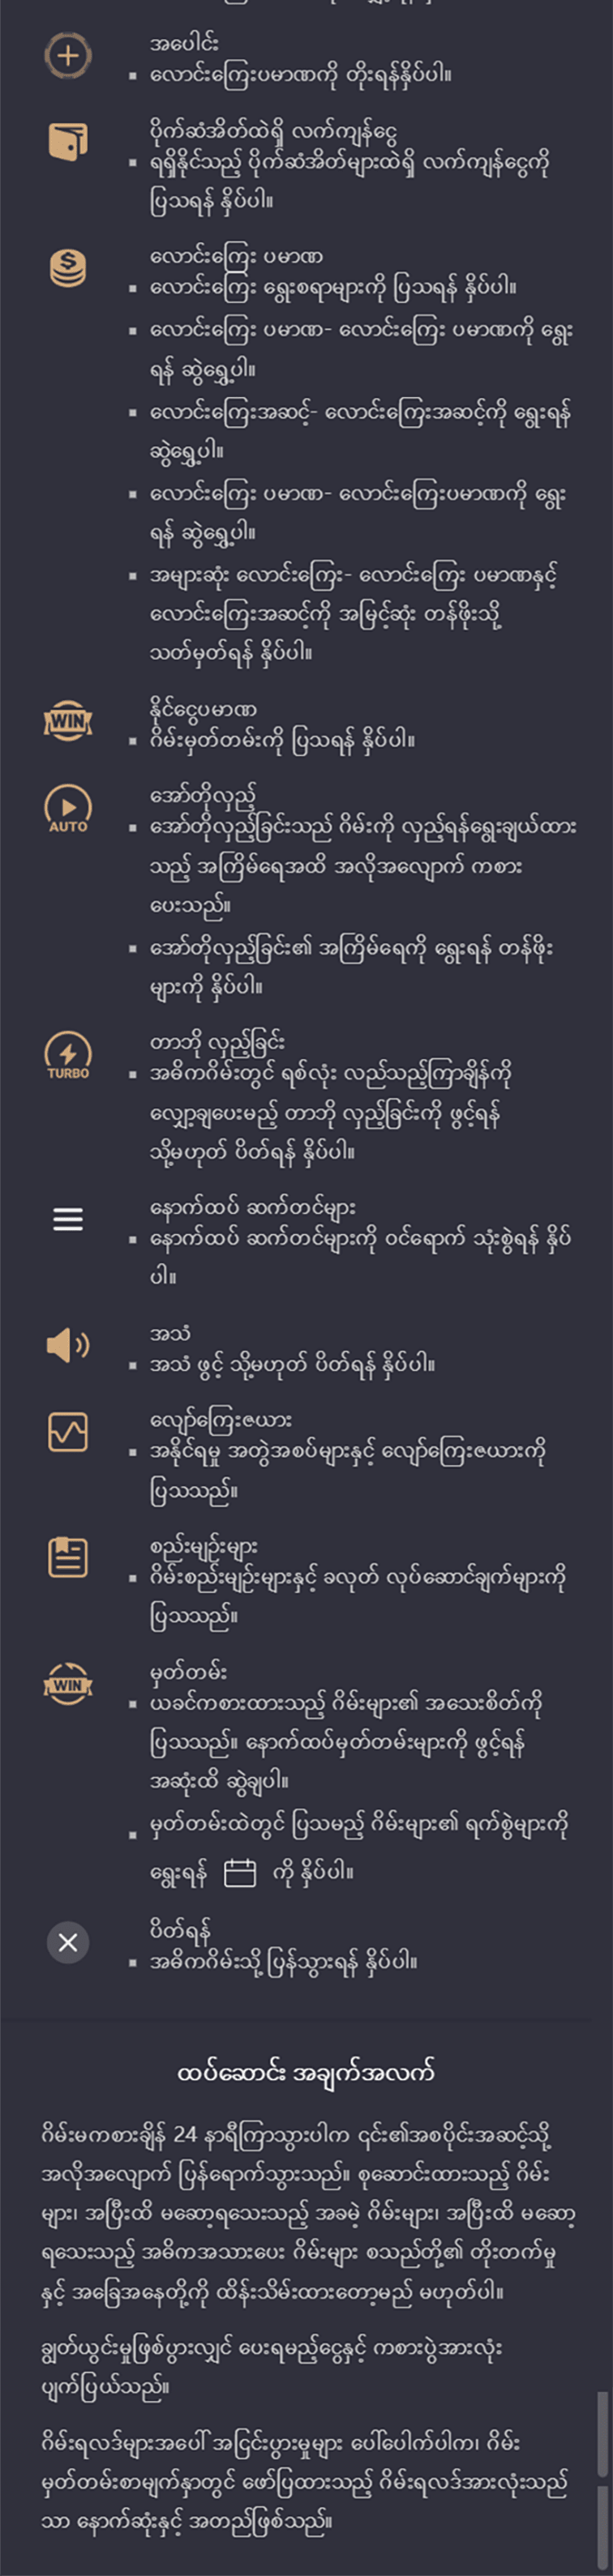 အပေါင်း
▪ လောင်းကြေးပမာဏကို တိုးရန်နှိပ်ပါ။
ပိုက်ဆံအိတ်ထဲရှိ လက်ကျန်ငွေ
▪ ရရှိနိုင်သည့် ပိုက်ဆံအိတ်များထဲရှိ လက်ကျန်ငွေကို
ပြသရန် နှိပ်ပါ။
လောင်းကြေး ပမာဏ
▪ လောင်းကြေး ရွေးစရာများကို ပြသရန် နှိပ်ပါ။
▪ လောင်းကြေး ပမာဏ- လောင်းကြေး ပမာဏကို ရွေး
ရန် ဆွဲရွှေ့ပါ။
▪ လောင်းကြေးအဆင့်- လောင်းကြေးအဆင့်ကို ရွေးရန်
ဆွဲရွှေ့ပါ။
▪ လောင်းကြေး ပမာဏ- လောင်းကြေးပမာဏကို ရွေး
ရန် ဆွဲရွှေ့ပါ။
▪ အများဆုံး လောင်းကြေး- လောင်းကြေး ပမာဏနှင့်
လောင်းကြေးအဆင့်ကို အမြင့်ဆုံး တန်ဖိုးသို့
သတ်မှတ်ရန် နှိပ်ပါ။
WIN
နိုင်ငွေပမာဏ
▪ ဂိမ်းမှတ်တမ်းကို ပြသရန် နှိပ်ပါ။
AUTO
အော်တိုလှည့်
▪ အော်တိုလှည့်ခြင်းသည် ဂိမ်းကို လှည့်ရန်ရွေးချယ်ထား
သည့် အကြိမ်ရေအထိ အလိုအလျောက် ကစား
ပေးသည်။
▪ အော်တိုလှည့်ခြင်း၏ အကြိမ်ရေကို ရွေးရန် တန်ဖိုး
များကို နှိပ်ပါ။
TURBO
တာဘို လှည့်ခြင်း
▪ အဓိကဂိမ်းတွင် ရစ်လုံး လည်သည့်ကြာချိန်ကို
လျှော့ချပေးမည့် တာဘို လှည့်ခြင်းကို ဖွင့်ရန်
သို့မဟုတ် ပိတ်ရန် နှိပ်ပါ။
နောက်ထပ် ဆက်တင်များ
▪ နောက်ထပ် ဆက်တင်များကို ဝင်ရောက် သုံးစွဲရန် နှိပ်
ပါ။
အသံ
▪ အသံ ဖွင့် သို့မဟုတ် ပိတ်ရန် နှိပ်ပါ။
လျော်ကြေးဇယား
▪ အနိုင်ရမှု အတွဲအစပ်များနှင့် လျော်ကြေးဇယားကို
ပြသသည်။
စည်းမျဉ်းများ
▪ ဂိမ်းစည်းမျဉ်းများနှင့် ခလုတ် လုပ်ဆောင်ချက်များကို
ပြသသည်။
WIN
မှတ်တမ်း
▪ ယခင်ကစားထားသည့် ဂိမ်းများ၏ အသေးစိတ်ကို
ပြသသည်။ နောက်ထပ်မှတ်တမ်းများကို ဖွင့်ရန်
အဆုံးထိ ဆွဲချပါ။
▪ မှတ်တမ်းထဲတွင် ပြသမည့် ဂိမ်းများ၏ ရက်စွဲများကို
ရွေးရန် ကို နှိပ်ပါ။
ပိတ်ရန်
▪ အဓိကဂိမ်းသို့ ပြန်သွားရန် နှိပ်ပါ။
ထပ်ဆောင်း အချက်အလက်
ဂိမ်းမကစားချိန် 24 နာရီကြာသွားပါက ၎င်း၏အစပိုင်းအဆင့်သို့
အလိုအလျောက် ပြန်ရောက်သွားသည်။ စုဆောင်းထားသည့် ဂိမ်း
များ၊ အပြီးထိ မဆော့ရသေးသည့် အခမဲ့ ဂိမ်းများ၊ အပြီးထိ မဆော့
ရသေးသည့် အဓိကအသားပေး ဂိမ်းများ စသည်တို့၏ တိုးတက်မှု
နှင့် အခြေအနေတို့ကို ထိန်းသိမ်းထားတော့မည် မဟုတ်ပါ။
ချွတ်ယွင်းမှုဖြစ်ပွားလျှင် ပေးရမည့်ငွေနှင့် ကစားပွဲအားလုံး
ပျက်ပြယ်သည်။
ဂိမ်းရလဒ်များအပေါ် အငြင်းပွားမှုများ ပေါ်ပေါက်ပါက၊ ဂိမ်း
မှတ်တမ်းစာမျက်နှာတွင် ဖော်ပြထားသည့် ဂိမ်းရလဒ်အားလုံးသည်
သာ နောက်ဆုံးနှင့် အတည်ဖြစ်သည်။